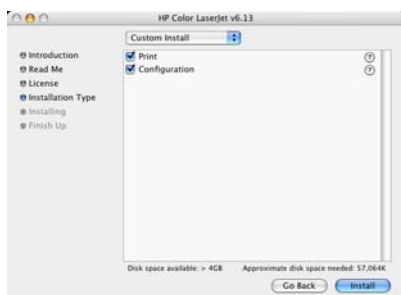 HP Color LaserJet v6.13
Custom Install
Introduction
Read Me
License
Installation Type
Installing
Finish Up
Print
?
Configuration
?
Disk space available: > 4GB Approximate disk space needed: 57,064K
Go Back Install